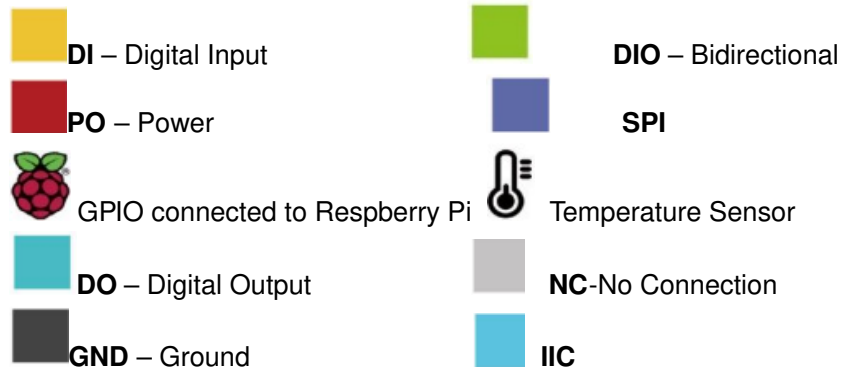 DI – Digital Input
DIO – Bidirectional
PO – Power
SPI
GPIO connected to Respberry Pi
Temperature Sensor
DO – Digital Output
NC-No Connection
GND – Ground
IIC